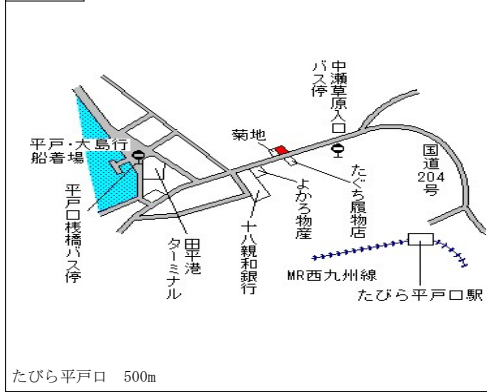 中瀬草原入口
バス停
菊地
平戸・大島行
船着場
国道
204
号
たぐち履物店
よかろ物産
十八親和銀行
田平港
ターミナル
平戸口桟橋バス停
MR西九州線
たびら平戸口駅
たびら平戸口 500m